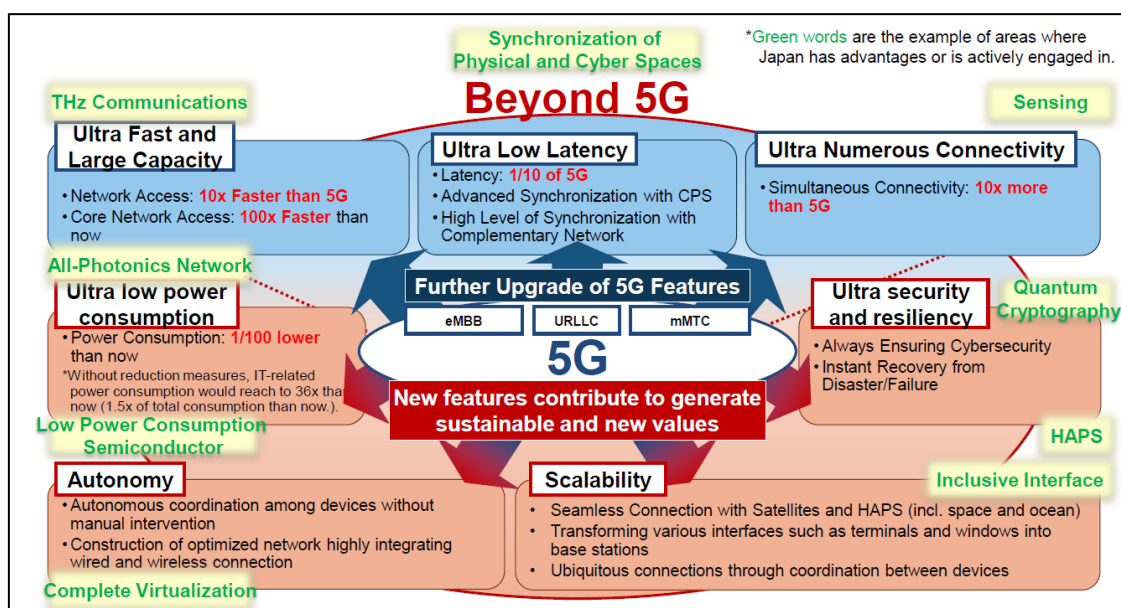 Synchronization of
Physical and Cyber Spaces
*Green words are the example of areas where
Japan has advantages or is actively engaged in.
Beyond 5G
THz Communications
Sensing
Ultra Fast and
Large Capacity
• Network Access: 10x Faster than 5G
• Core Network Access: 100x Faster than
now
Ultra Low Latency
• Latency: 1/10 of 5G
• Advanced Synchronization with CPS
• High Level of Synchronization with
Complementary Network
Ultra Numerous Connectivity
• Simultaneous Connectivity: 10x more
than 5G
All-Photonics Network
Ultra low power
consumption
• Power Consumption: 1/100 lower
than now
*Without reduction measures, IT-related
power consumption would reach to 36x than
now (1.5x of total consumption than now.).
Low Power Consumption
Semiconductor
Further Upgrade of 5G Features
eMBB
URLLC
mMTC
5G
New features contribute to generate
sustainable and new values
Quantum
Cryptography
Ultra security
and resiliency
• Always Ensuring Cybersecurity
• Instant Recovery from
Disaster/Failure
HAPS
Inclusive Interface
Autonomy
• Autonomous coordination among devices without
manual intervention
• Construction of optimized network highly integrating
wired and wireless connection
Complete Virtualization
Scalability
• Seamless Connection with Satellites and HAPS (incl. space and ocean)
• Transforming various interfaces such as terminals and windows into
base stations
• Ubiquitous connections through coordination between devices